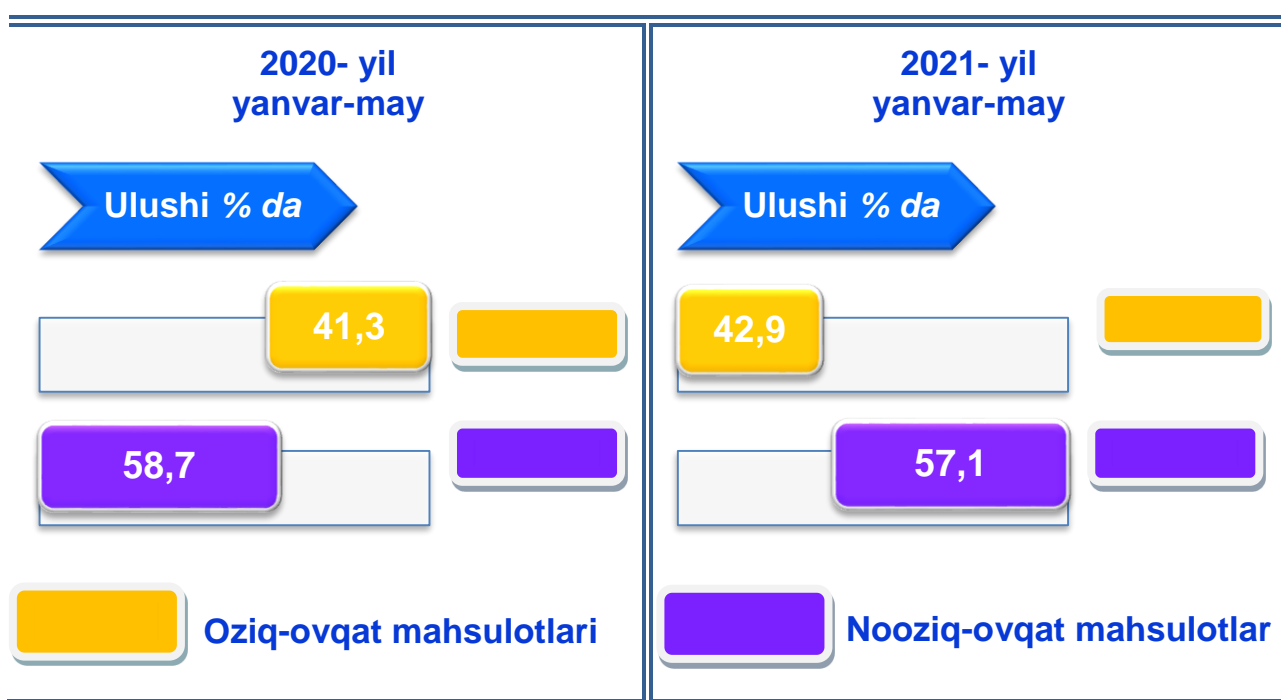 2020- yil
yanvar-may
Ulushi % da
41,3
58,7
2021- yil
yanvar-may
Ulushi % da
42,9
57,1
Oziq-ovqat mahsulotlari
Nooziq-ovqat mahsulotlar